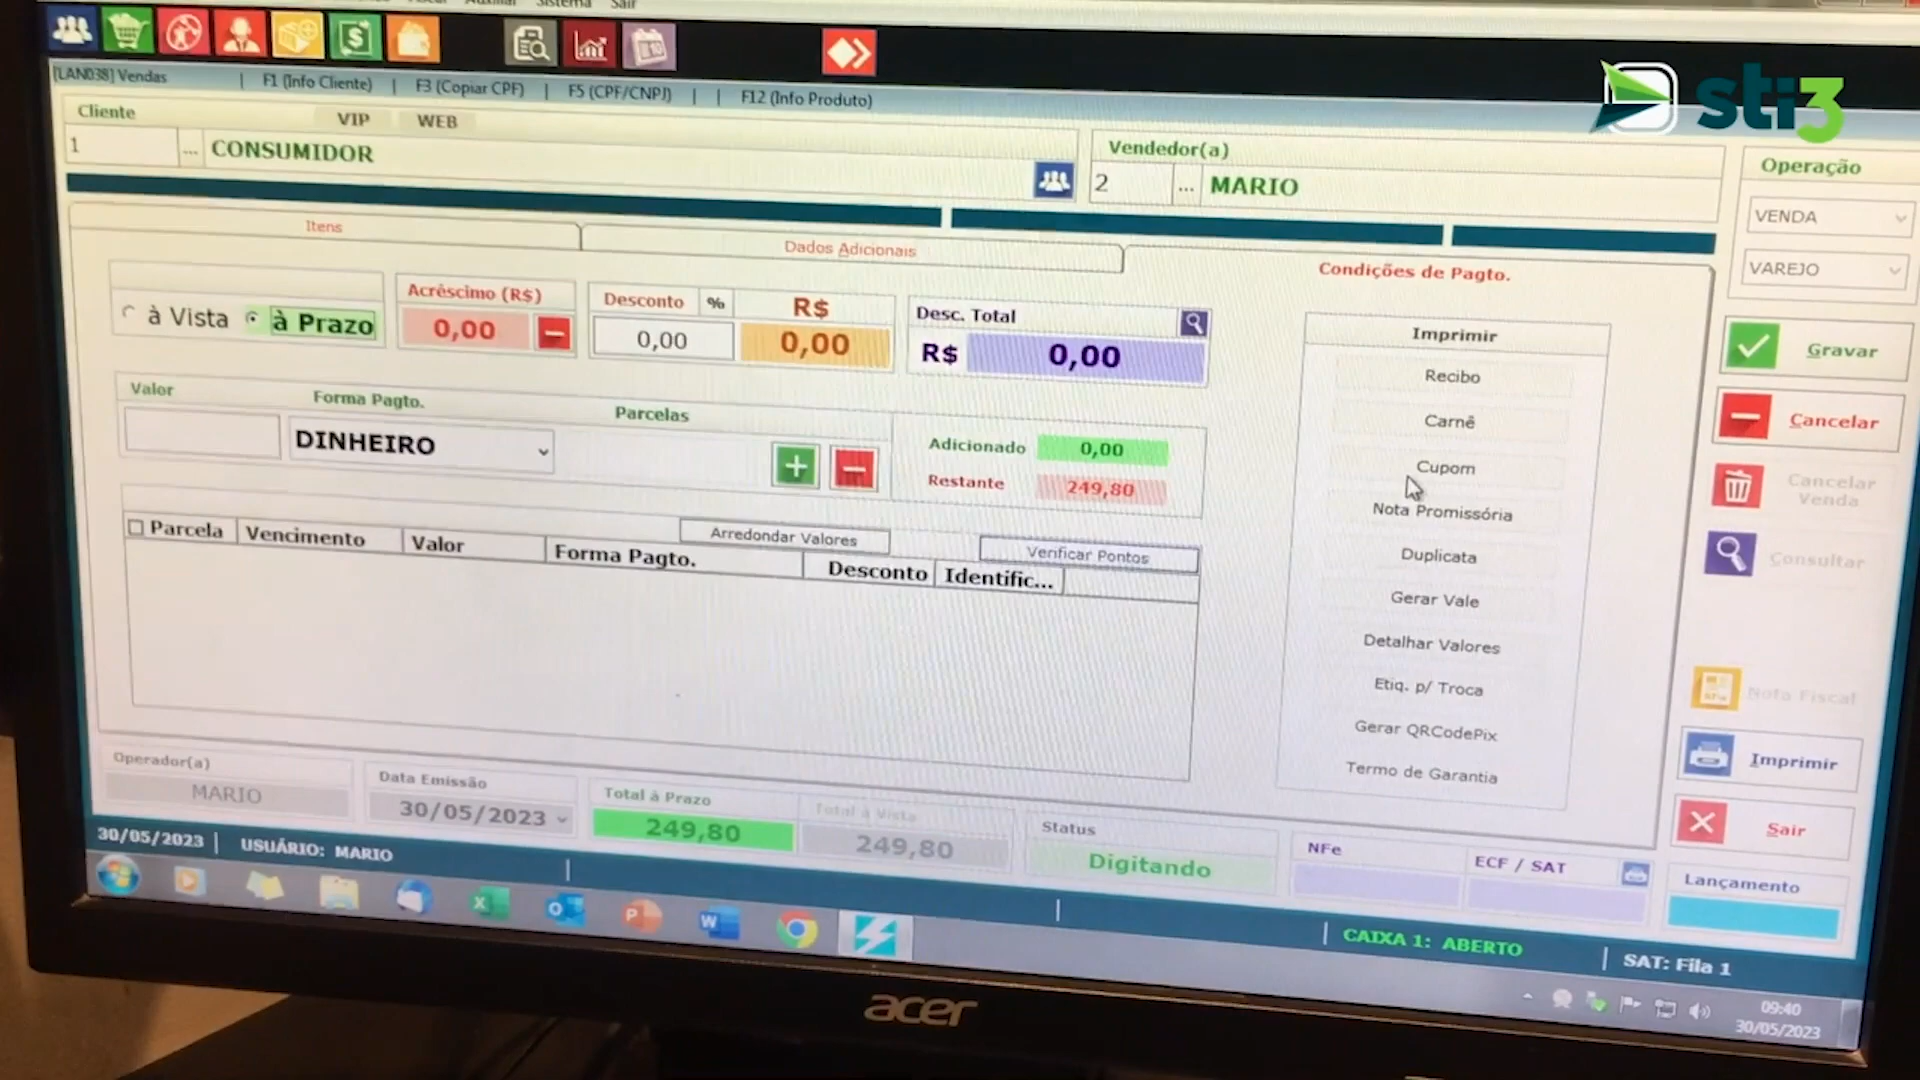 Sistema Sair
sti3
[LAN038] Vendas | F1 (Info Cliente) | F3 (Copiar CPF) | F5 (CPF/CNPJ) | | F12 (Info Produto)
Cliente VIP WEB
1 ... CONSUMIDOR
Vendedor(a)
2 ... MARIO
Operação
VENDA
VAREJO
Itens
Dados Adicionais
Condições de Pagto.
à Vista à Prazo
Acréscimo (R$)
0,00
Desconto % R$
0,00 0,00
Desc. Total
R$ 0,00
Valor Forma Pagto. Parcelas
DINHEIRO
Adicionado 0,00
Restante 249,80
Arredondar Valores
Verificar Pontos
Parcela Vencimento Valor Forma Pagto. Desconto Identific...
Imprimir
Recibo
Carnê
Cupom
Nota Promissória
Duplicata
Gerar Vale
Detalhar Valores
Etiq. p/ Troca
Gerar QRCodePix
Termo de Garantia
Gravar
Cancelar
Cancelar
Venda
Consultar
Nota Fiscal
Imprimir
Sair
Operador(a)
MARIO
Data Emissão
30/05/2023
Total à Prazo
249,80
Total à Vista
249,80
Status
Digitando
NFe
ECF / SAT
Lançamento
30/05/2023 | USUÁRIO: MARIO
CAIXA 1: ABERTO
SAT: Fila 1
09:40
30/05/2023
acer